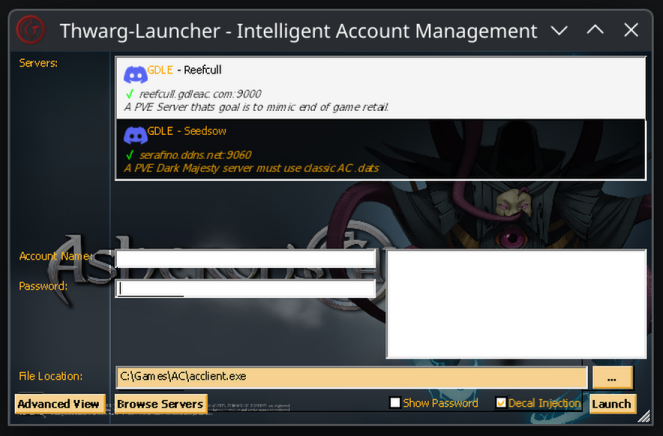 Thwarg-Launcher - Intelligent Account Management
Servers:
GDLE - Reefcull
✓ reefcull.gdleac.com:9000
A PVE Server thats goal is to mimic end of game retail.
GDLE - Seedsow
✓ serafino.ddns.net:9060
A PVE Dark Majesty server must use classic AC .dats
Account Name:
Password:
File Location:
C:\Games\AC\acclient.exe
...
Advanced View
Browse Servers
Show Password
Decal Injection
Launch